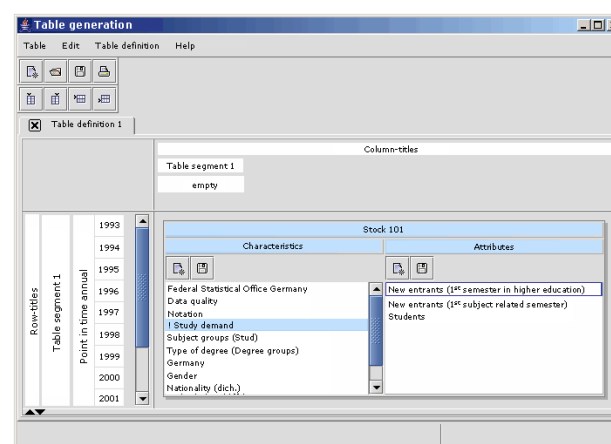 Table generation
Table Edit Table definition Help
Table definition 1
Column-titles
Table segment 1
empty
Row-titles
Table segment 1
Point in time annual
1993
1994
1995
1996
1997
1998
1999
2000
2001
Stock 101
Characteristics
Federal Statistical Office Germany
Data quality
Notation
! Study demand
Subject groups (Stud)
Type of degree (Degree groups)
Germany
Gender
Nationality (dich.)
Attributes
New entrants (1st semester in higher education)
New entrants (1st subject related semester)
Students